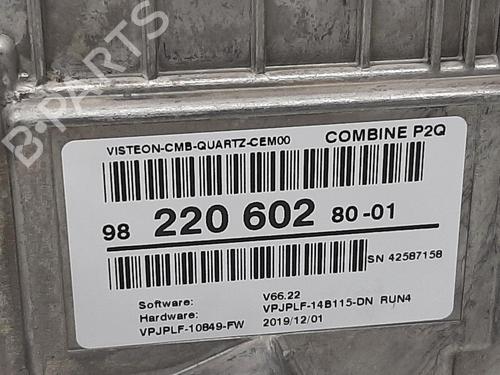 B-PARTS
VISTEON-CMB-QUARTZ-CEM00 COMBINE P2Q
98 220 602 80-01
SN 42587158
Software: V66.22
Hardware: VPJPLF-14B115-DN RUN4
VPJPLF-10849-FW 2019/12/01